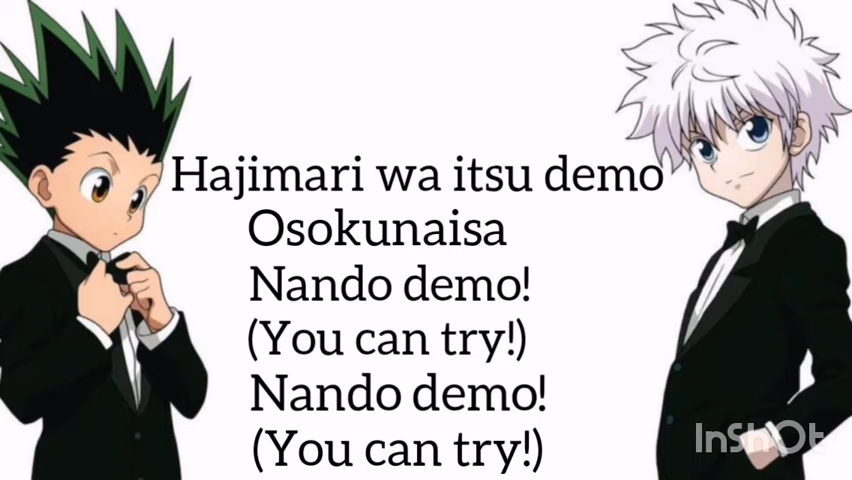 Hajimari wa itsu demo
Osokunaisa
Nando demo!
(You can try!)
Nando demo!
(You can try!)
InShOt